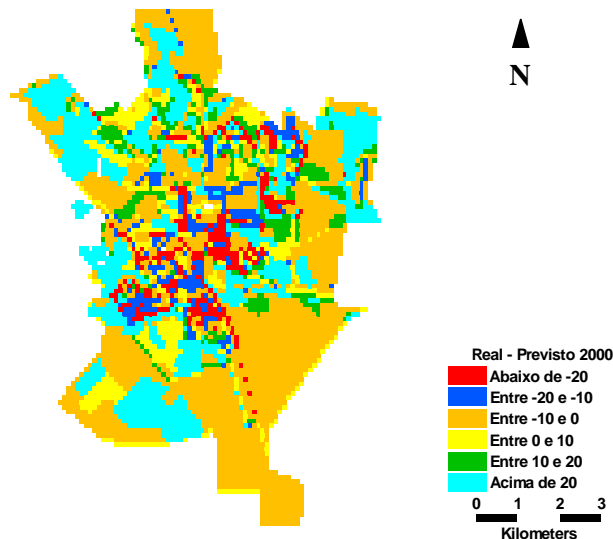 N
Real - Previsto 2000
Abaixo de -20
Entre -20 e -10
Entre -10 e 0
Entre 0 e 10
Entre 10 e 20
Acima de 20
0 1 2 3
Kilometers